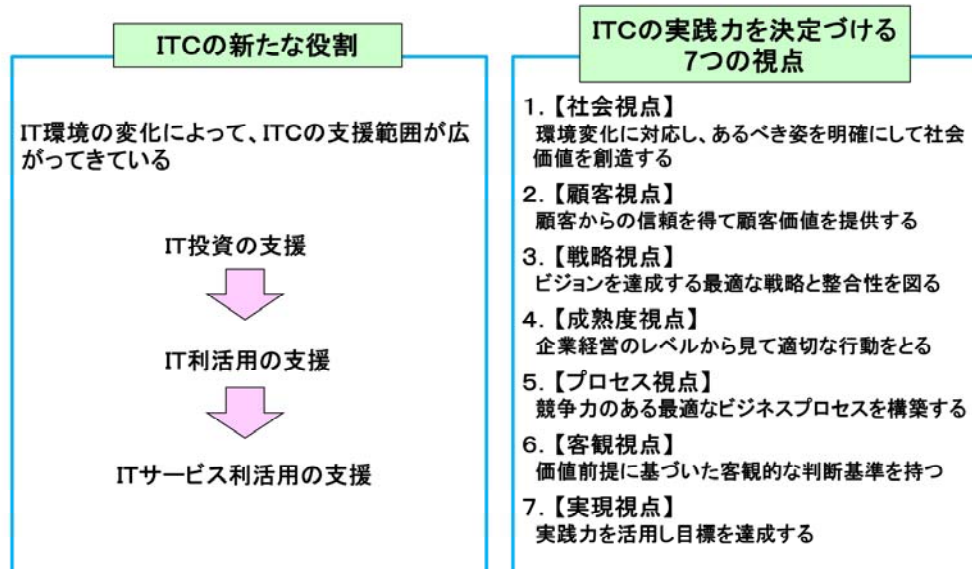 ITCの新たな役割
IT環境の変化によって、ITCの支援範囲が広
がってきている
IT投資の支援
IT利活用の支援
ITサービス利活用の支援
ITCの実践力を決定づける
7つの視点
1.【社会視点】
環境変化に対応し、あるべき姿を明確にして社会
価値を創造する
2.【顧客視点】
顧客からの信頼を得て顧客価値を提供する
3.【戦略視点】
ビジョンを達成する最適な戦略と整合性を図る
4.【成熟度視点】
企業経営のレベルから見て適切な行動をとる
5.【プロセス視点】
競争力のある最適なビジネスプロセスを構築する
6.【客観視点】
価値前提に基づいた客観的な判断基準を持つ
7.【実現視点】
実践力を活用し目標を達成する